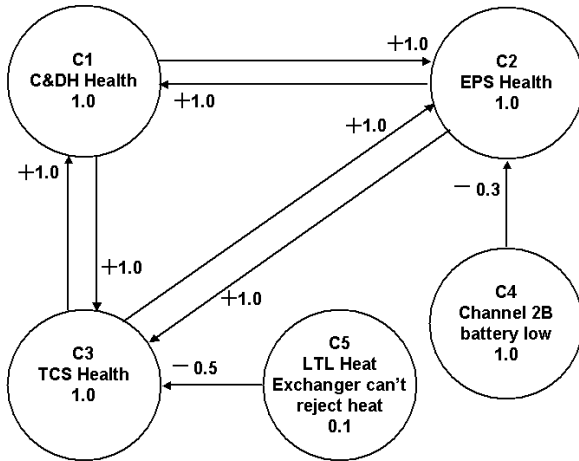 C1
C&DH Health
1.0
+1.0
+1.0
C2
EPS Health
1.0
+1.0
+1.0
+1.0
+1.0
− 0.3
C3
TCS Health
1.0
− 0.5
C5
LTL Heat
Exchanger can't
reject heat
0.1
C4
Channel 2B
battery low
1.0